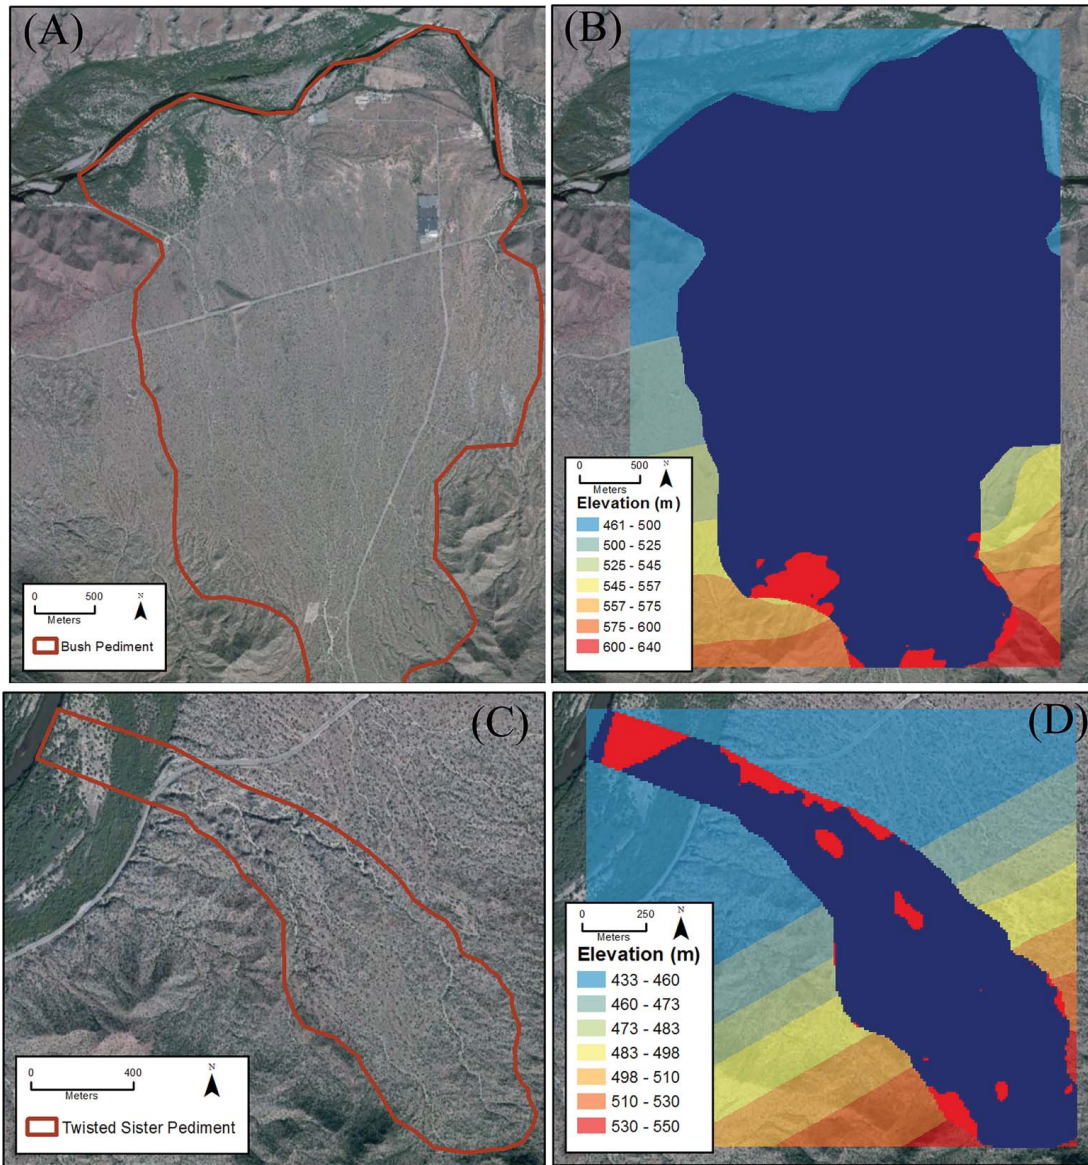 (A)
0 500
Meters
N
Bush Pediment
(B)
0 500
Meters
N
Elevation (m)
461 - 500
500 - 525
525 - 545
545 - 557
557 - 575
575 - 600
600 - 640
(C)
0 400
Meters
N
Twisted Sister Pediment
(D)
0 250
Meters
N
Elevation (m)
433 - 460
460 - 473
473 - 483
483 - 498
498 - 510
510 - 530
530 - 550